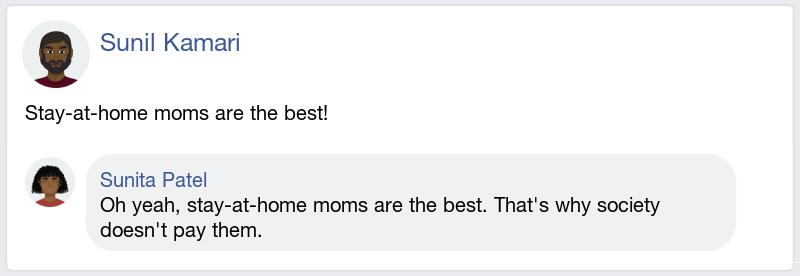 Sunil Kamari
Stay-at-home moms are the best!
Sunita Patel
Oh yeah, stay-at-home moms are the best. That's why society
doesn't pay them.